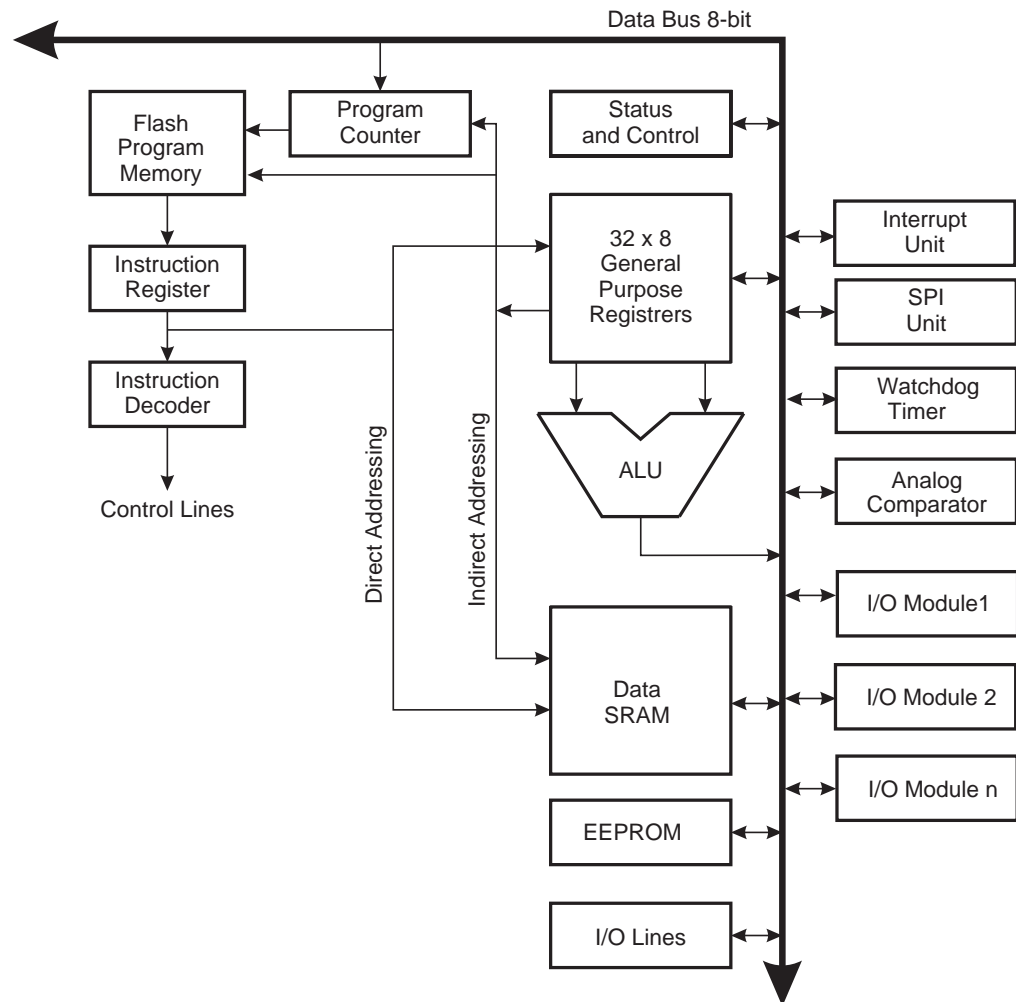 Data Bus 8-bit
Flash
Program
Memory
Program
Counter
Status
and Control
Instruction
Register
32 x 8
General
Purpose
Registrers
Interrupt
Unit
SPI
Unit
Instruction
Decoder
Watchdog
Timer
Control Lines
Direct Addressing
Indirect Addressing
ALU
Analog
Comparator
I/O Module1
Data
SRAM
I/O Module 2
I/O Module n
EEPROM
I/O Lines